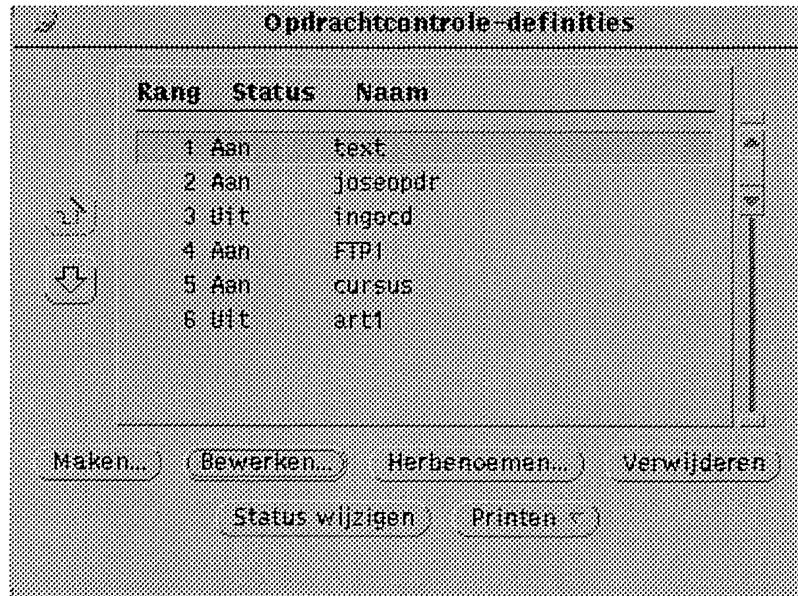 Opdrachtcontrole-definities
Rang Status Naam
1 Aan text
2 Aan joseopdr
3 Uit ingocd
4 Aan FTP1
5 Aan cursus
6 Uit art1
Maken... Bewerken... Herbenoemen... Verwijderen
Status wijzigen Printen